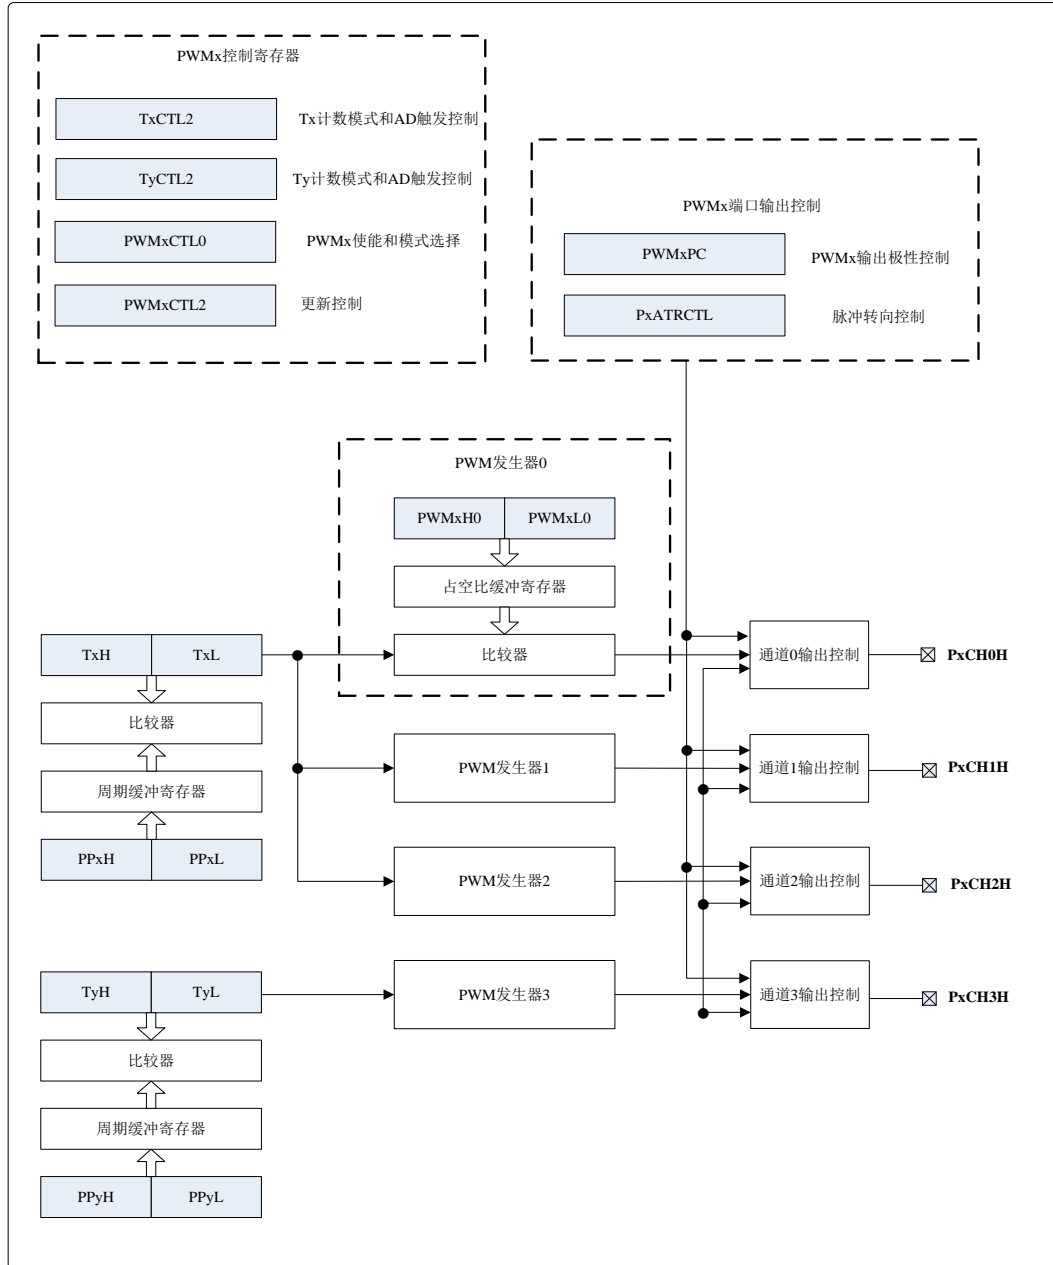 PWMx控制寄存器
TxCTL2
Tx计数模式和AD触发控制
TyCTL2
Ty计数模式和AD触发控制
PWMxCTL0
PWMx使能和模式选择
PWMxCTL2
更新控制
PWMx端口输出控制
PWMxPC
PWMx输出极性控制
PxATRCTL
脉冲转向控制
PWM发生器0
PWMxH0
PWMxL0
占空比缓冲寄存器
比较器
TxH
TxL
比较器
周期缓冲寄存器
PPxH
PPxL
PWM发生器1
PWM发生器2
PWM发生器3
通道0输出控制
PxCH0H
通道1输出控制
PxCH1H
通道2输出控制
PxCH2H
通道3输出控制
PxCH3H
TyH
TyL
比较器
周期缓冲寄存器
PPyH
PPyL